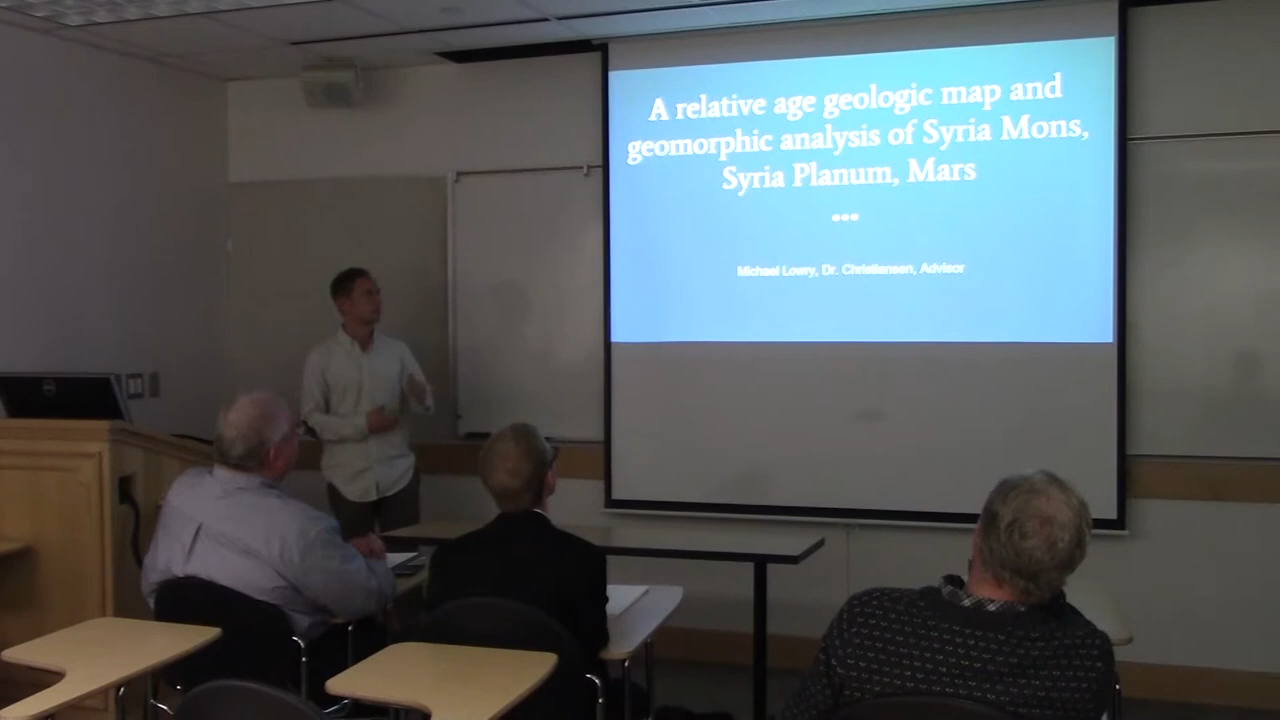 A relative age geologic map and
geomorphic analysis of Syria Mons,
Syria Planum, Mars
Michael Lowry, Dr. Christiansen, Advisor